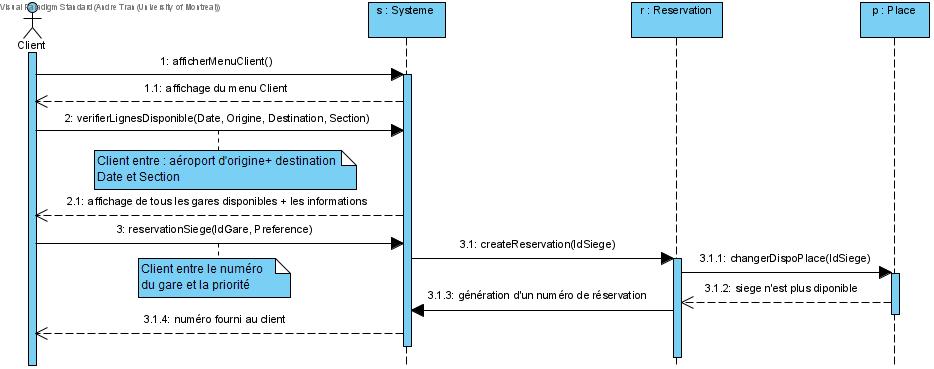 Visual Paradigm Standard (Andre Trau (University of Montreal))
s : Systeme
r : Reservation
p : Place
Client
1: afficherMenuClient()
1.1: affichage du menu Client
2: verifierLignesDisponible(Date, Origine, Destination, Section)
Client entre : aéroport d'origine+ destination
Date et Section
2.1: affichage de tous les gares disponibles + les informations
3: reservationSiege(IdGare, Preference)
3.1: createReservation(IdSiege)
3.1.1: changerDispoPlace(IdSiege)
Client entre le numéro
du gare et la priorité
3.1.2: siege n'est plus diponible
3.1.3: génération d'un numéro de réservation
3.1.4: numéro fourni au client